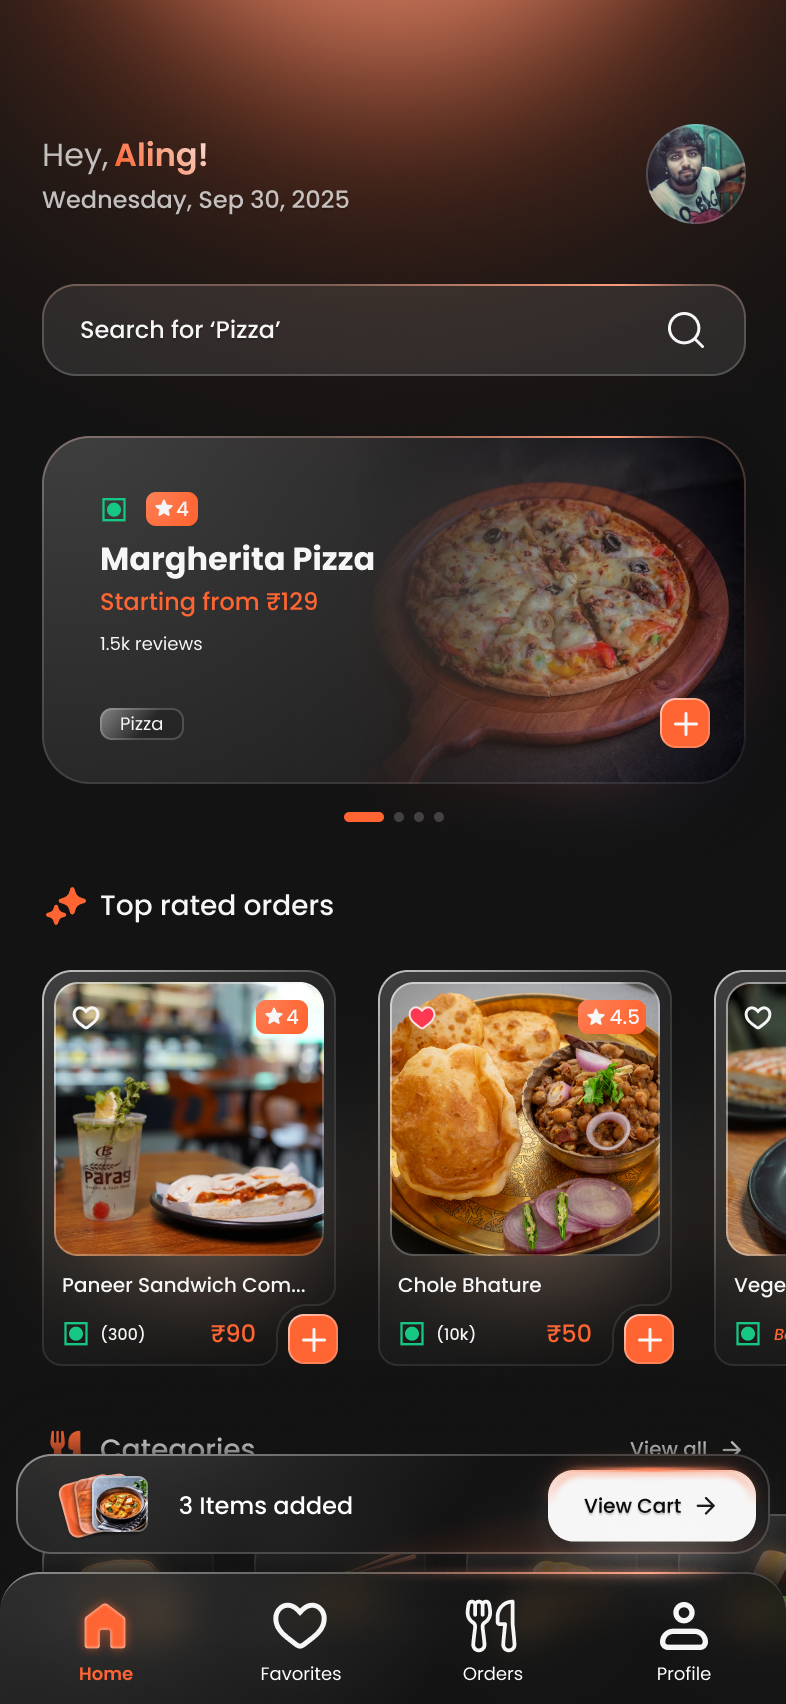 Hey, Aling!
Wednesday, Sep 30, 2025
Search for ‘Pizza’
4
Margherita Pizza
Starting from ₹129
1.5k reviews
Pizza
Top rated orders
4
4.5
Parag
Paneer Sandwich Com...
Chole Bhature
Vege
(300)
₹90
(10k)
₹50
Categories
View all
3 Items added
View Cart
Home
Favorites
Orders
Profile